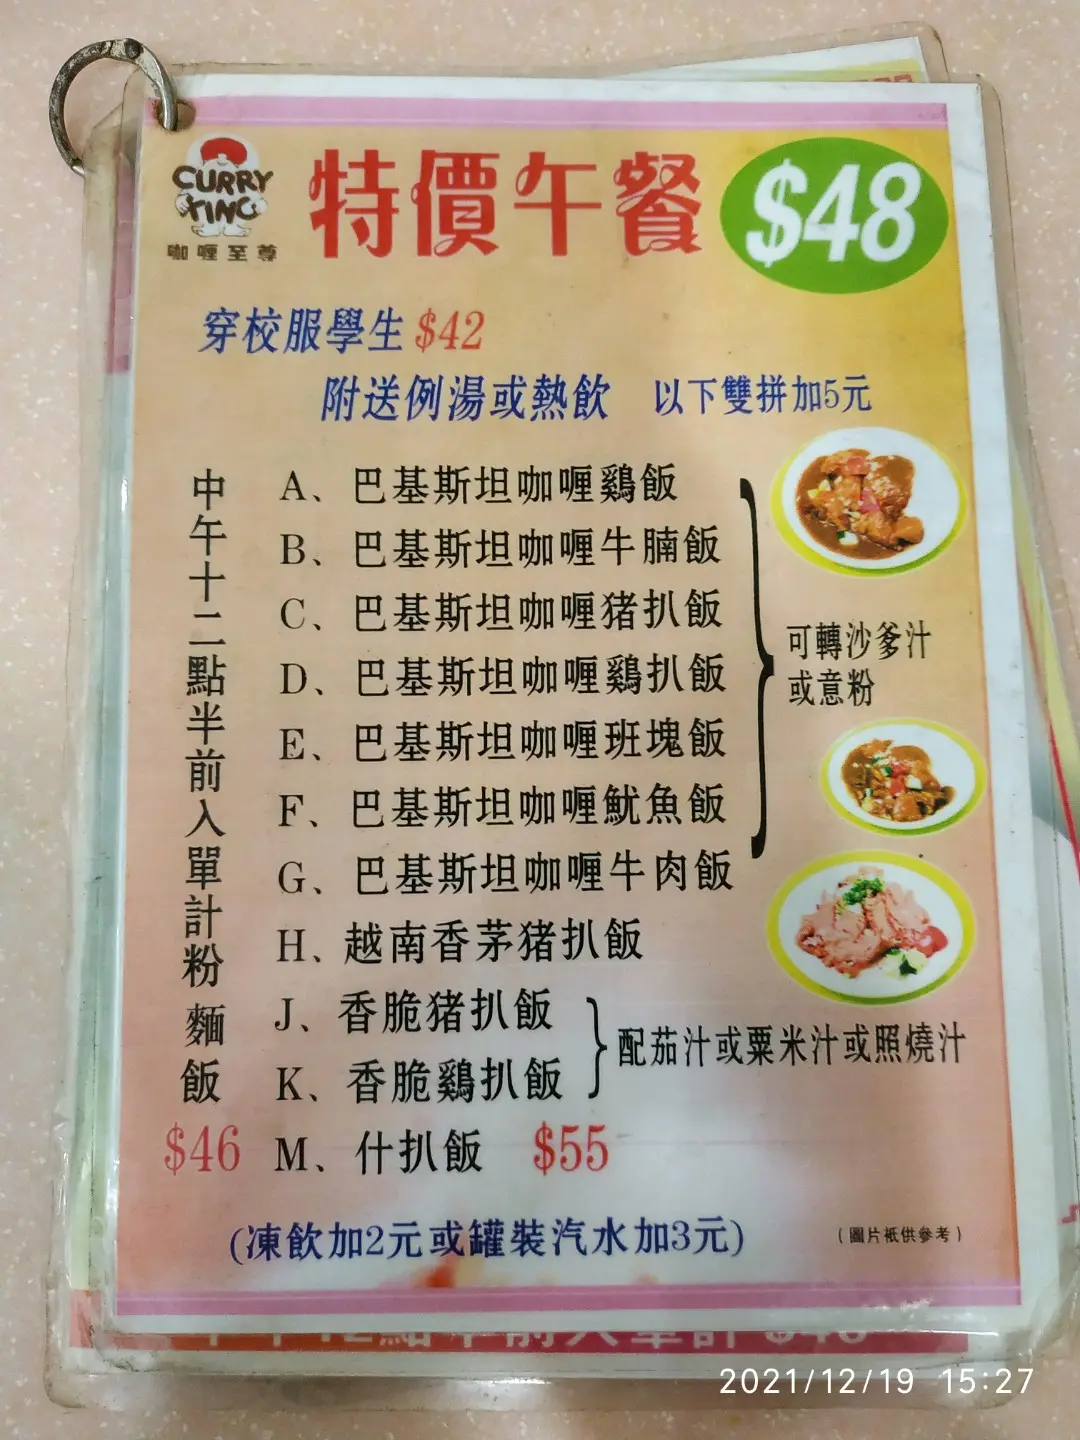 CURRY
KING
咖喱至尊
特價午餐
$48
穿校服學生 $42
附送例湯或熱飲 以下雙拼加5元
中午十二點半前入單計粉麵飯
$46
A、巴基斯坦咖喱鷄飯
B、巴基斯坦咖喱牛腩飯
C、巴基斯坦咖喱猪扒飯
D、巴基斯坦咖喱鷄扒飯
E、巴基斯坦咖喱班塊飯
F、巴基斯坦咖喱魷魚飯
可轉沙爹汁
或意粉
G、巴基斯坦咖喱牛肉飯
H、越南香茅猪扒飯
J、香脆猪扒飯
K、香脆鷄扒飯
配茄汁或粟米汁或照燒汁
M、什扒飯 $55
(凍飲加2元或罐裝汽水加3元)
(圖片祇供參考)
2021/12/19 15:27